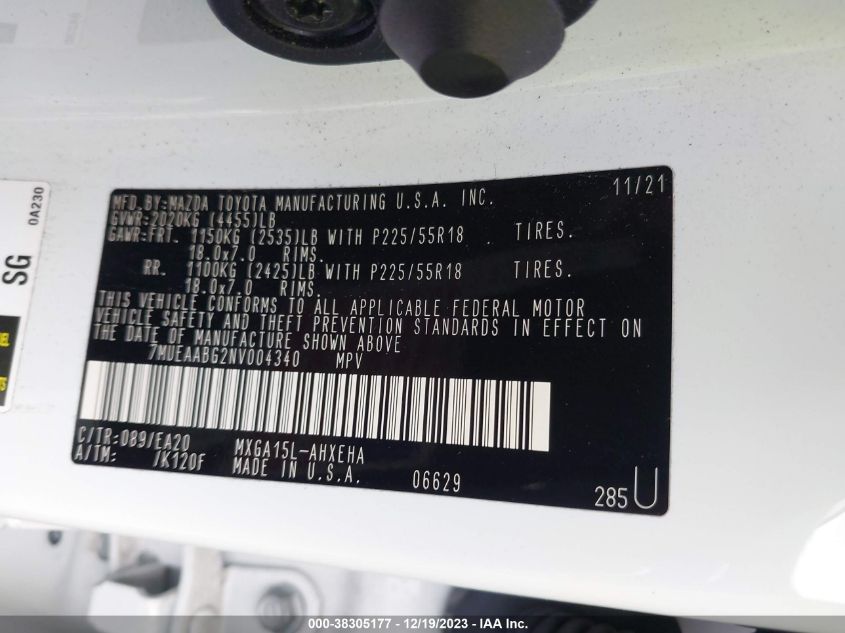 MFD.BY:MAZDA TOYOTA MANUFACTURING U.S.A. INC. 11/21
GVWR:2020KG (4455)LB
GAWR:FRT. 1150KG (2535)LB WITH P225/55R18 . TIRES.
18.0x7.0 RIMS.
RR. 1100KG (2425)LB WITH P225/55R18 TIRES.
18.0x7.0 RIMS.
THIS VEHICLE CONFORMS TO ALL APPLICABLE FEDERAL MOTOR
VEHICLE SAFETY AND THEFT PREVENTION STANDARDS IN EFFECT ON
THE DATE OF MANUFACTURE SHOWN ABOVE.
7MUEAABG2NV004340 MPV
C/TR:089/EA20 MXGA15L-AHXEHA
A/TM: /K120F MADE IN U.S.A. 06629
285U
SG
0A230
000-38305177 - 12/19/2023 - IAA Inc.